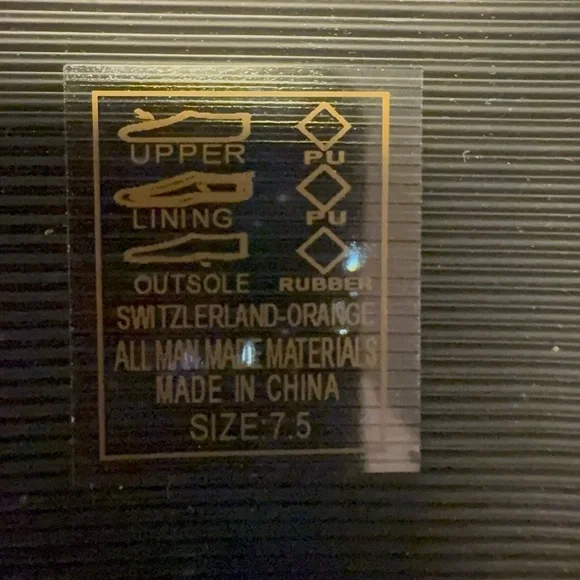 UPPER PU
LINING PU
OUTSOLE RUBBER
SWITZLERLAND-ORANGE
ALL MAN MADE MATERIALS
MADE IN CHINA
SIZE:7.5